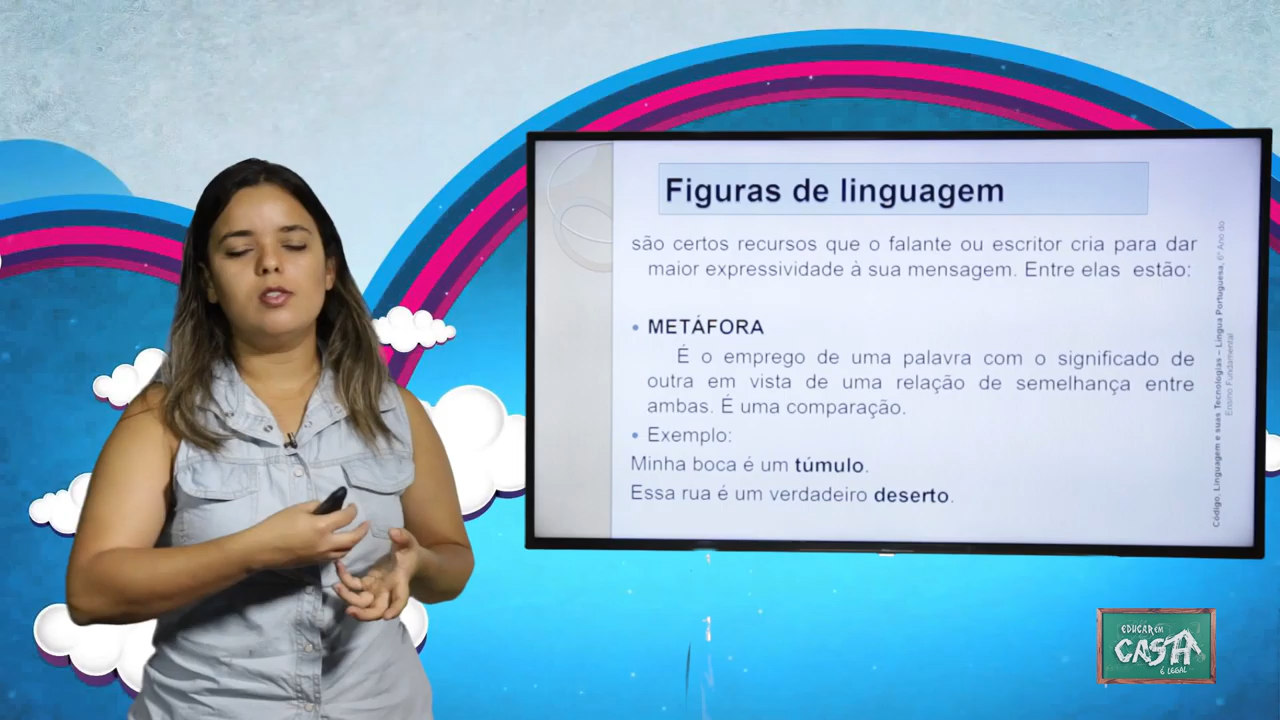 Figuras de linguagem
são certos recursos que o falante ou escritor cria para dar
maior expressividade à sua mensagem. Entre elas estão:
• METÁFORA
É o emprego de uma palavra com o significado de
outra em vista de uma relação de semelhança entre
ambas. É uma comparação.
• Exemplo:
Minha boca é um túmulo.
Essa rua é um verdadeiro deserto.
Código, Linguagem e suas Tecnologias – Língua Portuguesa, 6º Ano do
Ensino Fundamental
EDUCAR EM
CASA
É LEGAL